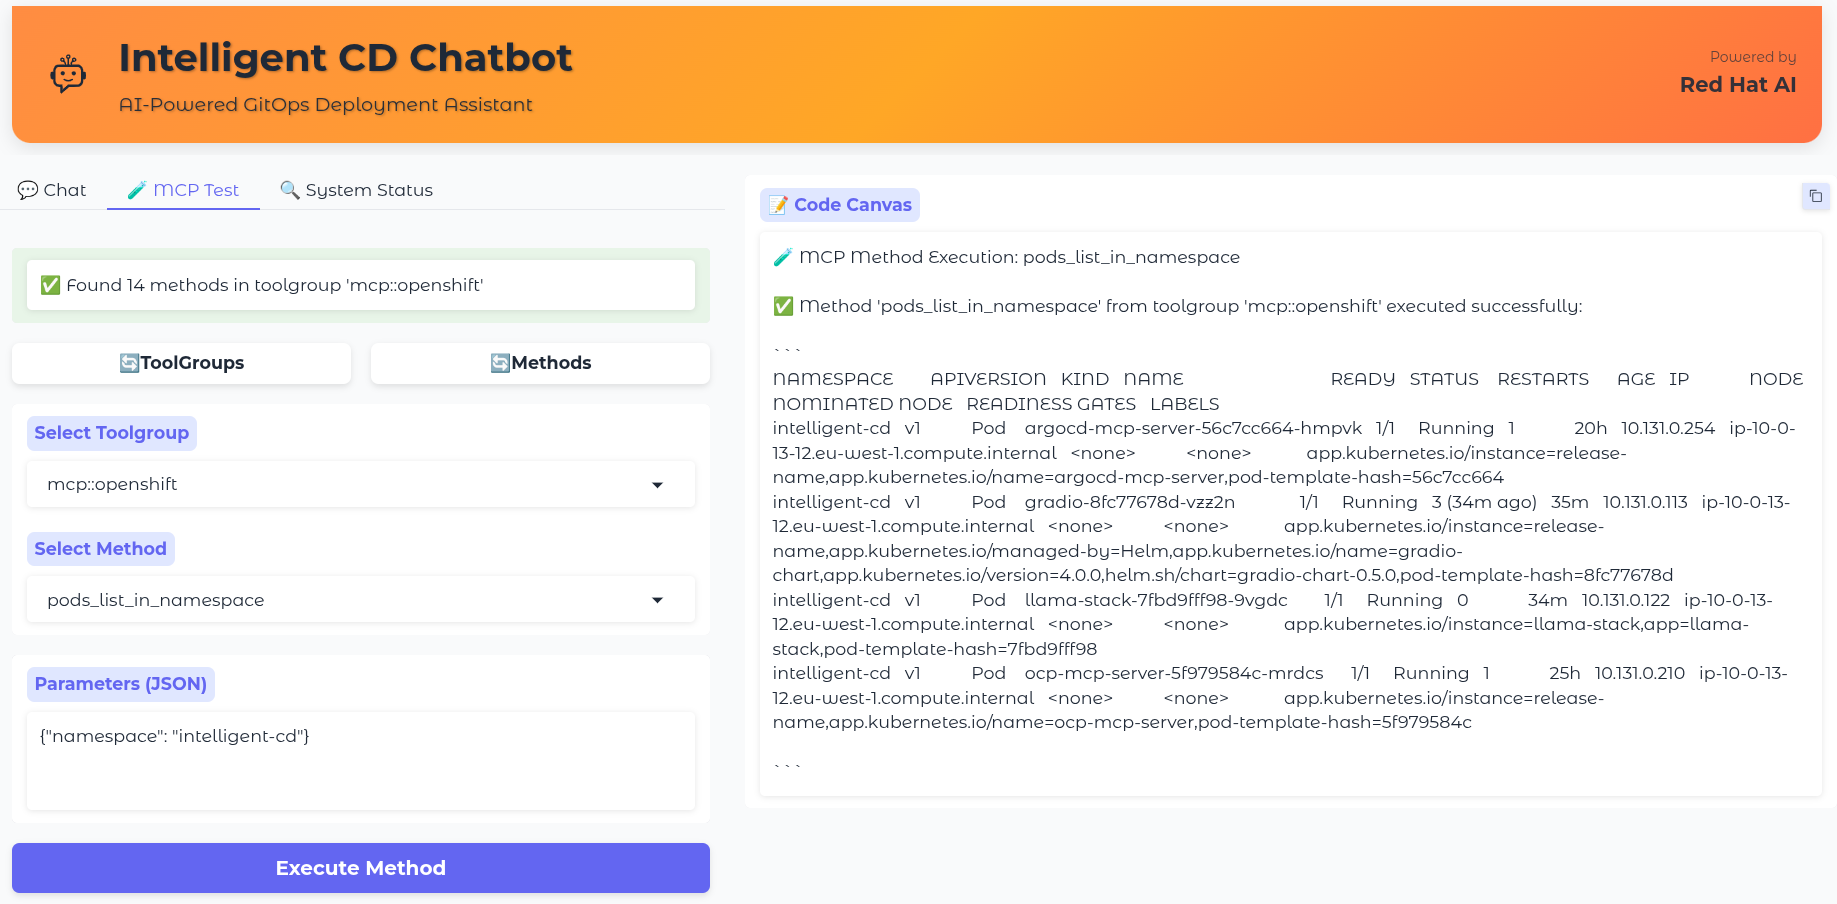 Intelligent CD Chatbot
AI-Powered GitOps Deployment Assistant
Powered by
Red Hat AI
💬 Chat
🧪 MCP Test
🔍 System Status
✅ Found 14 methods in toolgroup 'mcp::openshift'
🔄ToolGroups
🔄Methods
Select Toolgroup
mcp::openshift
Select Method
pods_list_in_namespace
Parameters (JSON)
{"namespace": "intelligent-cd"}
Execute Method
📝 Code Canvas
🧪 MCP Method Execution: pods_list_in_namespace
✅ Method 'pods_list_in_namespace' from toolgroup 'mcp::openshift' executed successfully:
```
NAMESPACE APIVERSION KIND NAME READY STATUS RESTARTS AGE IP NODE
NOMINATED NODE READINESS GATES LABELS
intelligent-cd v1 Pod argocd-mcp-server-56c7cc664-hmpvk 1/1 Running 1 20h 10.131.0.254 ip-10-0-
13-12.eu-west-1.compute.internal <none> <none> app.kubernetes.io/instance=release-
name,app.kubernetes.io/name=argocd-mcp-server,pod-template-hash=56c7cc664
intelligent-cd v1 Pod gradio-8fc77678d-vzz2n 1/1 Running 3 (34m ago) 35m 10.131.0.113 ip-10-0-13-
12.eu-west-1.compute.internal <none> <none> app.kubernetes.io/instance=release-
name,app.kubernetes.io/managed-by=Helm,app.kubernetes.io/name=gradio-
chart,app.kubernetes.io/version=4.0.0,helm.sh/chart=gradio-chart-0.5.0,pod-template-hash=8fc77678d
intelligent-cd v1 Pod llama-stack-7fbd9fff98-9vgdc 1/1 Running 0 34m 10.131.0.122 ip-10-0-13-
12.eu-west-1.compute.internal <none> <none> app.kubernetes.io/instance=llama-stack,app=llama-
stack,pod-template-hash=7fbd9fff98
intelligent-cd v1 Pod ocp-mcp-server-5f979584c-mrdcs 1/1 Running 1 25h 10.131.0.210 ip-10-0-13-
12.eu-west-1.compute.internal <none> <none> app.kubernetes.io/instance=release-
name,app.kubernetes.io/name=ocp-mcp-server,pod-template-hash=5f979584c
```